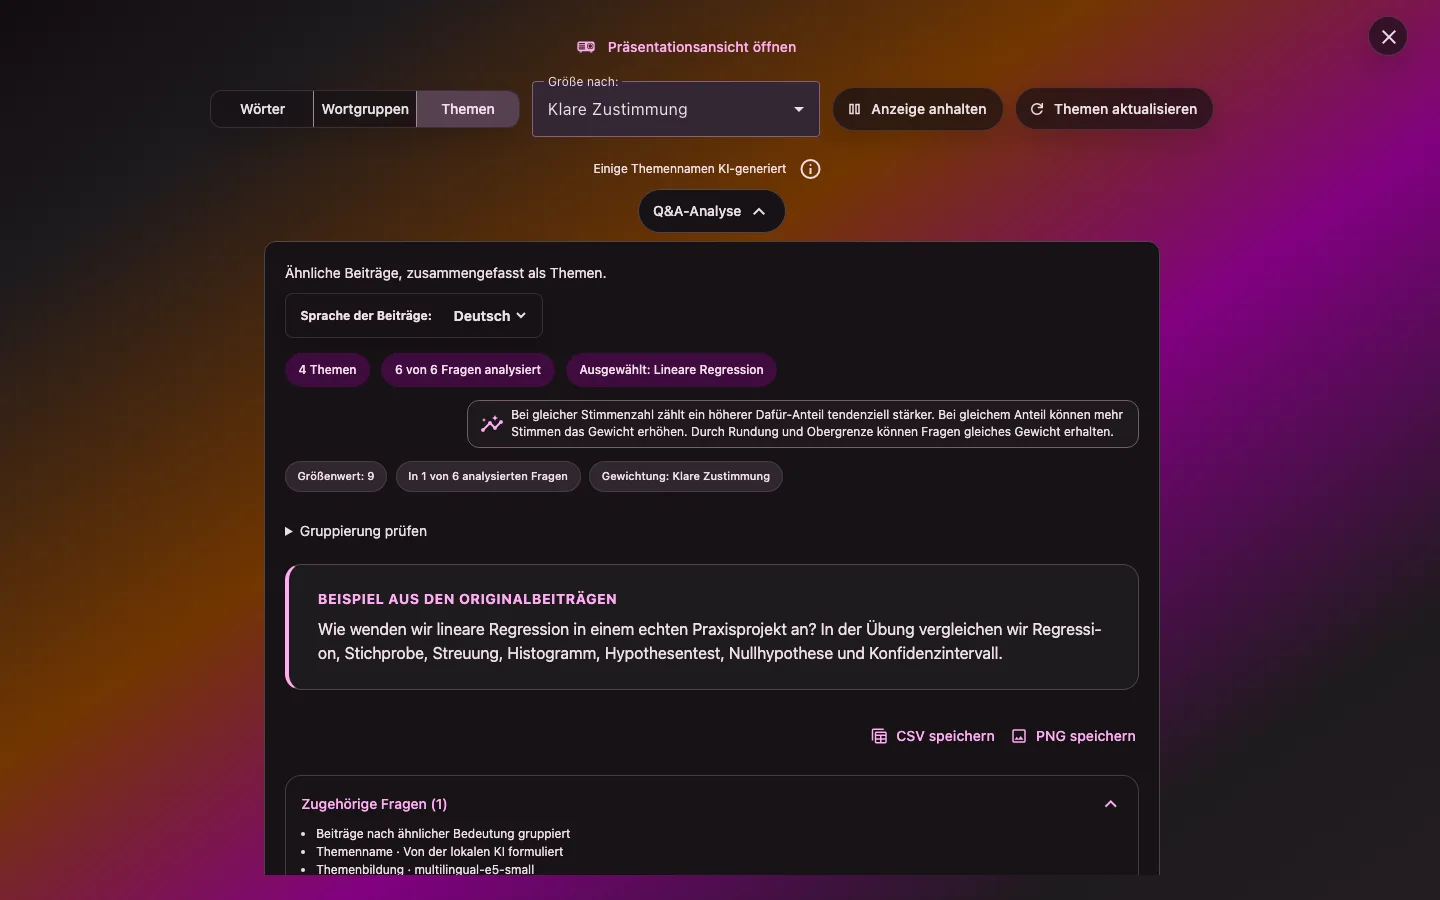 Präsentationsansicht öffnen
Größe nach:
Wörter Wortgruppen Themen Klare Zustimmung Anzeige anhalten Themen aktualisieren
Einige Themennamen KI-generiert
Q&A-Analyse
Ähnliche Beiträge, zusammengefasst als Themen.
Sprache der Beiträge: Deutsch
4 Themen 6 von 6 Fragen analysiert Ausgewählt: Lineare Regression
Bei gleicher Stimmenzahl zählt ein höherer Dafür-Anteil tendenziell stärker. Bei gleichem Anteil können mehr
Stimmen das Gewicht erhöhen. Durch Rundung und Obergrenze können Fragen gleiches Gewicht erhalten.
Größenwert: 9 In 1 von 6 analysierten Fragen Gewichtung: Klare Zustimmung
Gruppierung prüfen
BEISPIEL AUS DEN ORIGINALBEITRÄGEN
Wie wenden wir lineare Regression in einem echten Praxisprojekt an? In der Übung vergleichen wir Regressi-
on, Stichprobe, Streuung, Histogramm, Hypothesentest, Nullhypothese und Konfidenzintervall.
CSV speichern PNG speichern
Zugehörige Fragen (1)
• Beiträge nach ähnlicher Bedeutung gruppiert
• Themenname · Von der lokalen KI formuliert
• Themenbildung · multilingual-e5-small